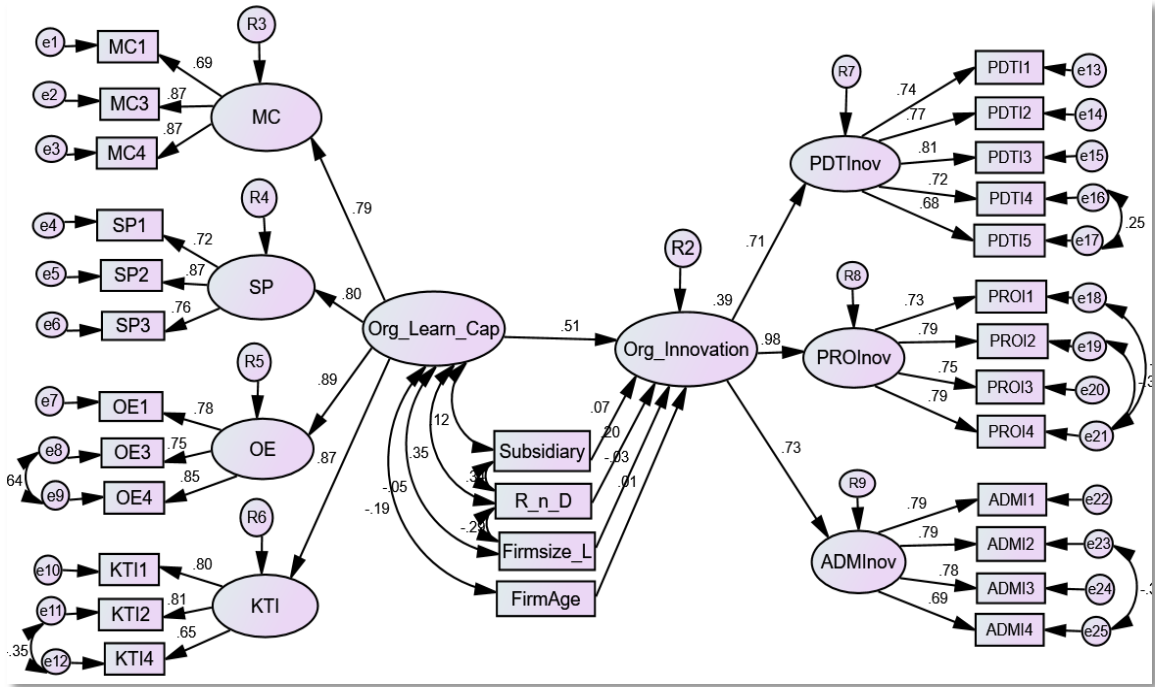 R3
e1 MC1 .69
e2 MC3 .87 MC
e3 MC4 .87
.79
R4
e4 SP1 .72
e5 SP2 .87 SP
e6 SP3 .76
.80
R5
e7 OE1 .78
e8 OE3 .75 OE
e9 OE4 .85
64
.89
R6
e10 KTI1 .80
e11 KTI2 .81 KTI
e12 KTI4 .65
-.35
.87
Org_Learn_Cap
.51
R2
.39
Org_Innovation
.12
.35
-.05
-.19
Subsidiary
R_n_D
Firmsize_L
FirmAge
.07
.20
-.03
.01
.71
.98
.73
R7
PDTInov
.74 PDTI1 e13
.77 PDTI2 e14
.81 PDTI3 e15
.72 PDTI4 e16
.68 PDTI5 e17
.25
R8
PROInov
.73 PROI1 e18
.79 PROI2 e19
.75 PROI3 e20
.79 PROI4 e21
R9
ADMInov
.79 ADMI1 e22
.79 ADMI2 e23
.78 ADMI3 e24
.69 ADMI4 e25